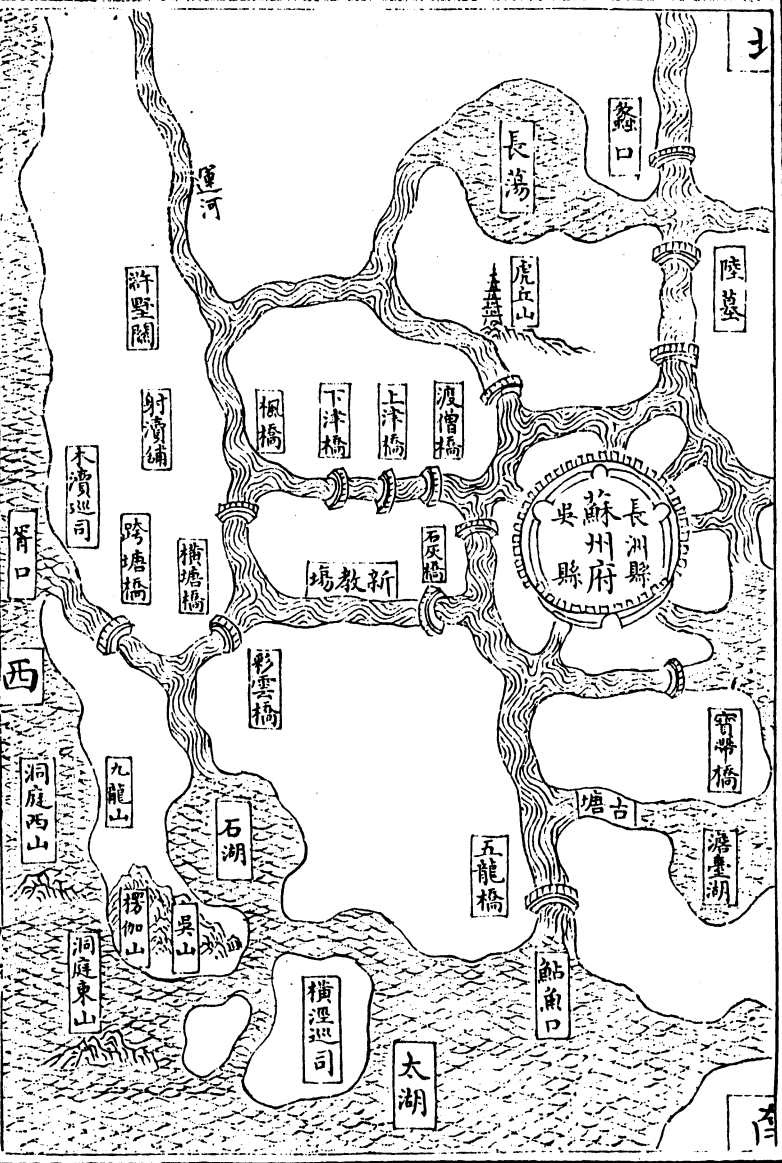 北
蠡口
長蕩
運河
陸墓
虎丘山
滸墅關
射瀆鋪
楓橋
下津橋
上津橋
渡僧橋
木瀆巡司
胥口
跨塘橋
橫塘橋
新教場
石灰橋
長洲縣
蘇州府
吳縣
西
彩雲橋
寶帶橋
洞庭西山
九龍山
石湖
古塘
五龍橋
澹臺湖
楞伽山
吳山
洞庭東山
鮎魚口
橫涇巡司
太湖
南